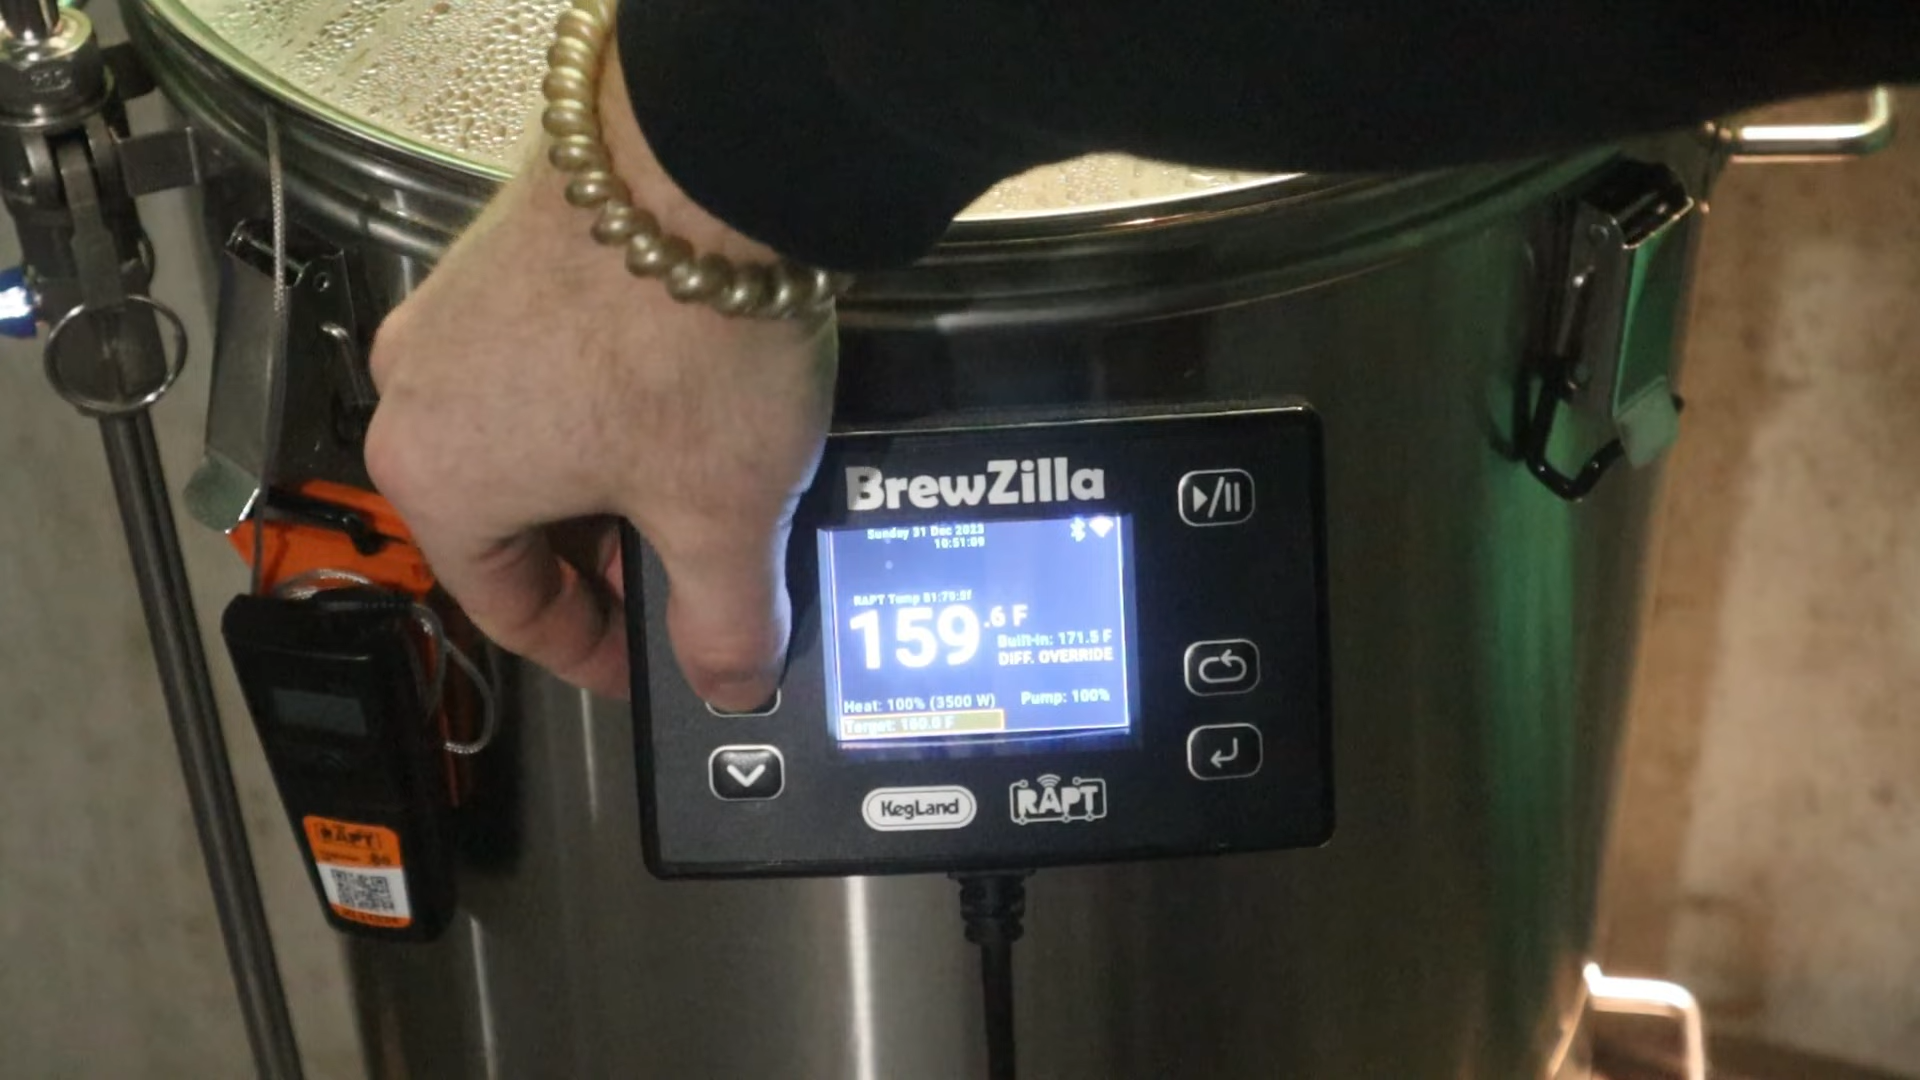 BrewZilla
Sunday 31 Dec 2023
10:51:09
159.6 F
Built-in: 171.5 F
DIFF. OVERRIDE
Heat: 100% (3500 W)
Pump: 100%
KegLand
RAPT
RAPT